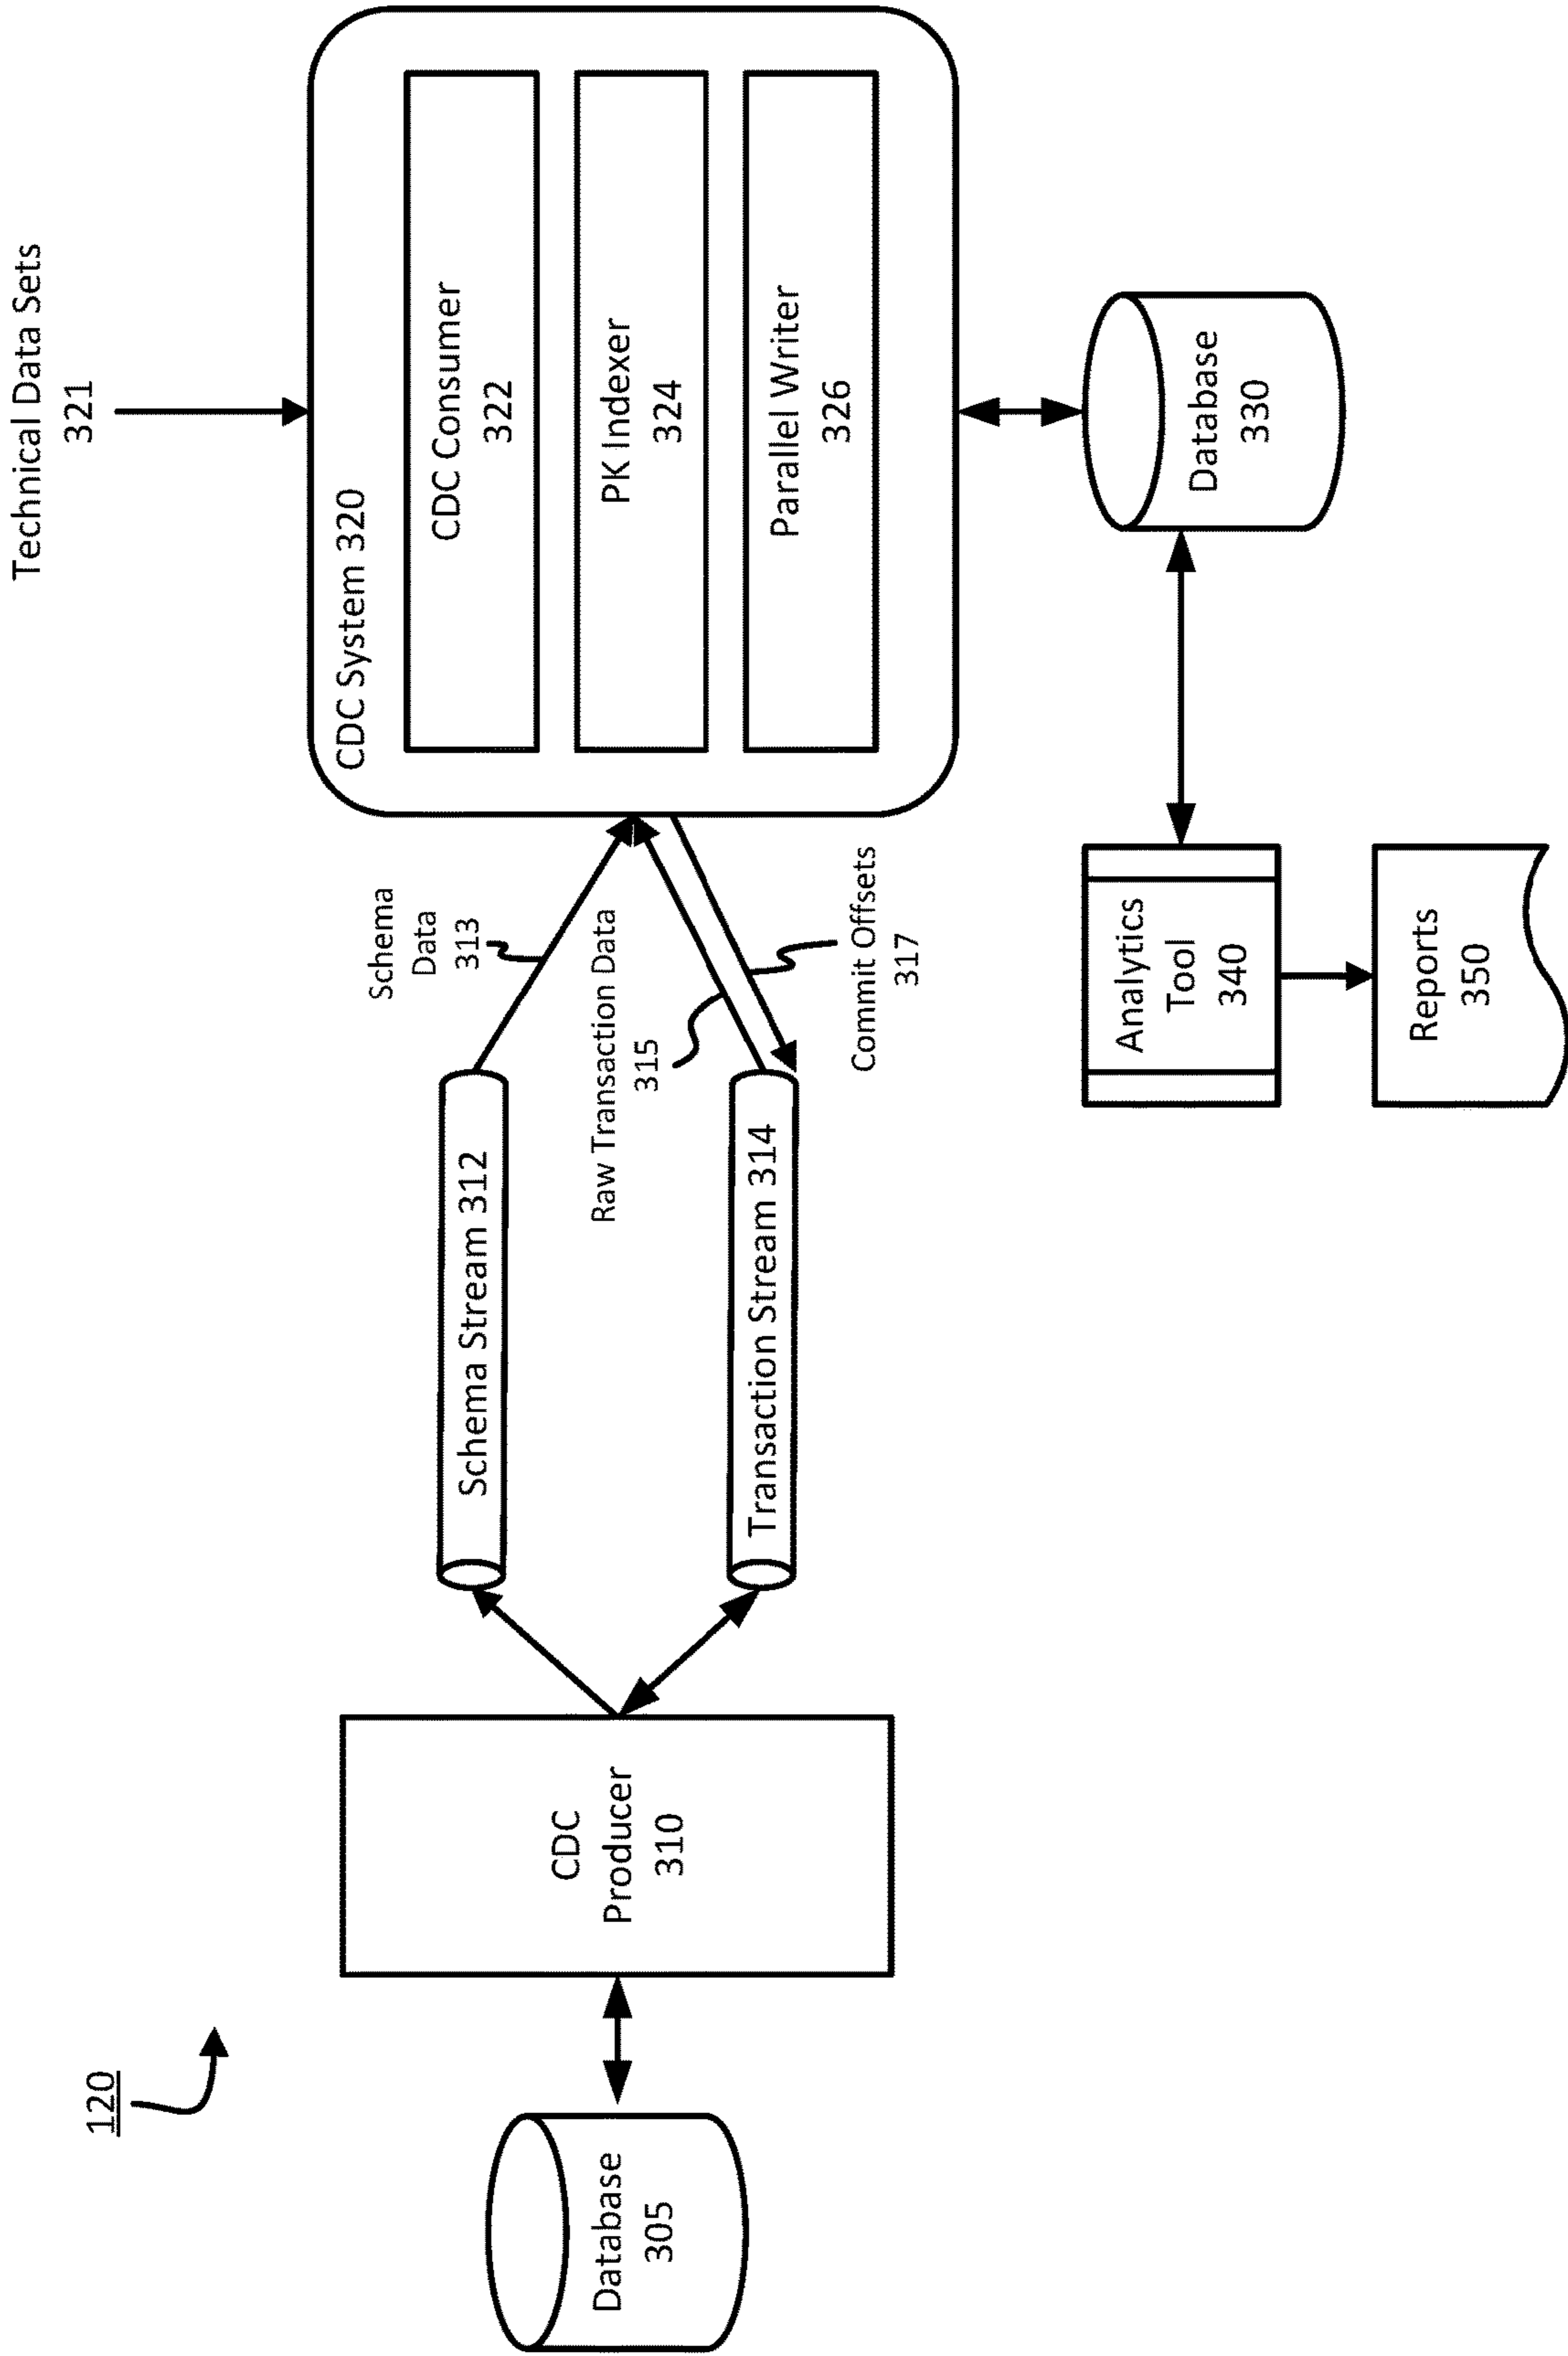 120
Technical Data Sets
321
Database
305
CDC
Producer
310
Schema Stream 312
Transaction Stream 314
Schema
Data
313
Raw Transaction Data
315
Commit Offsets
317
CDC System 320
CDC Consumer
322
PK Indexer
324
Parallel Writer
326
Database
330
Analytics
Tool
340
Reports
350